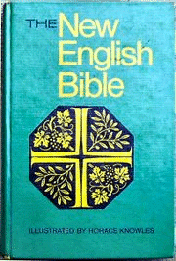 THE New
English
Bible
ILLUSTRATED BY HORACE KNOWLES